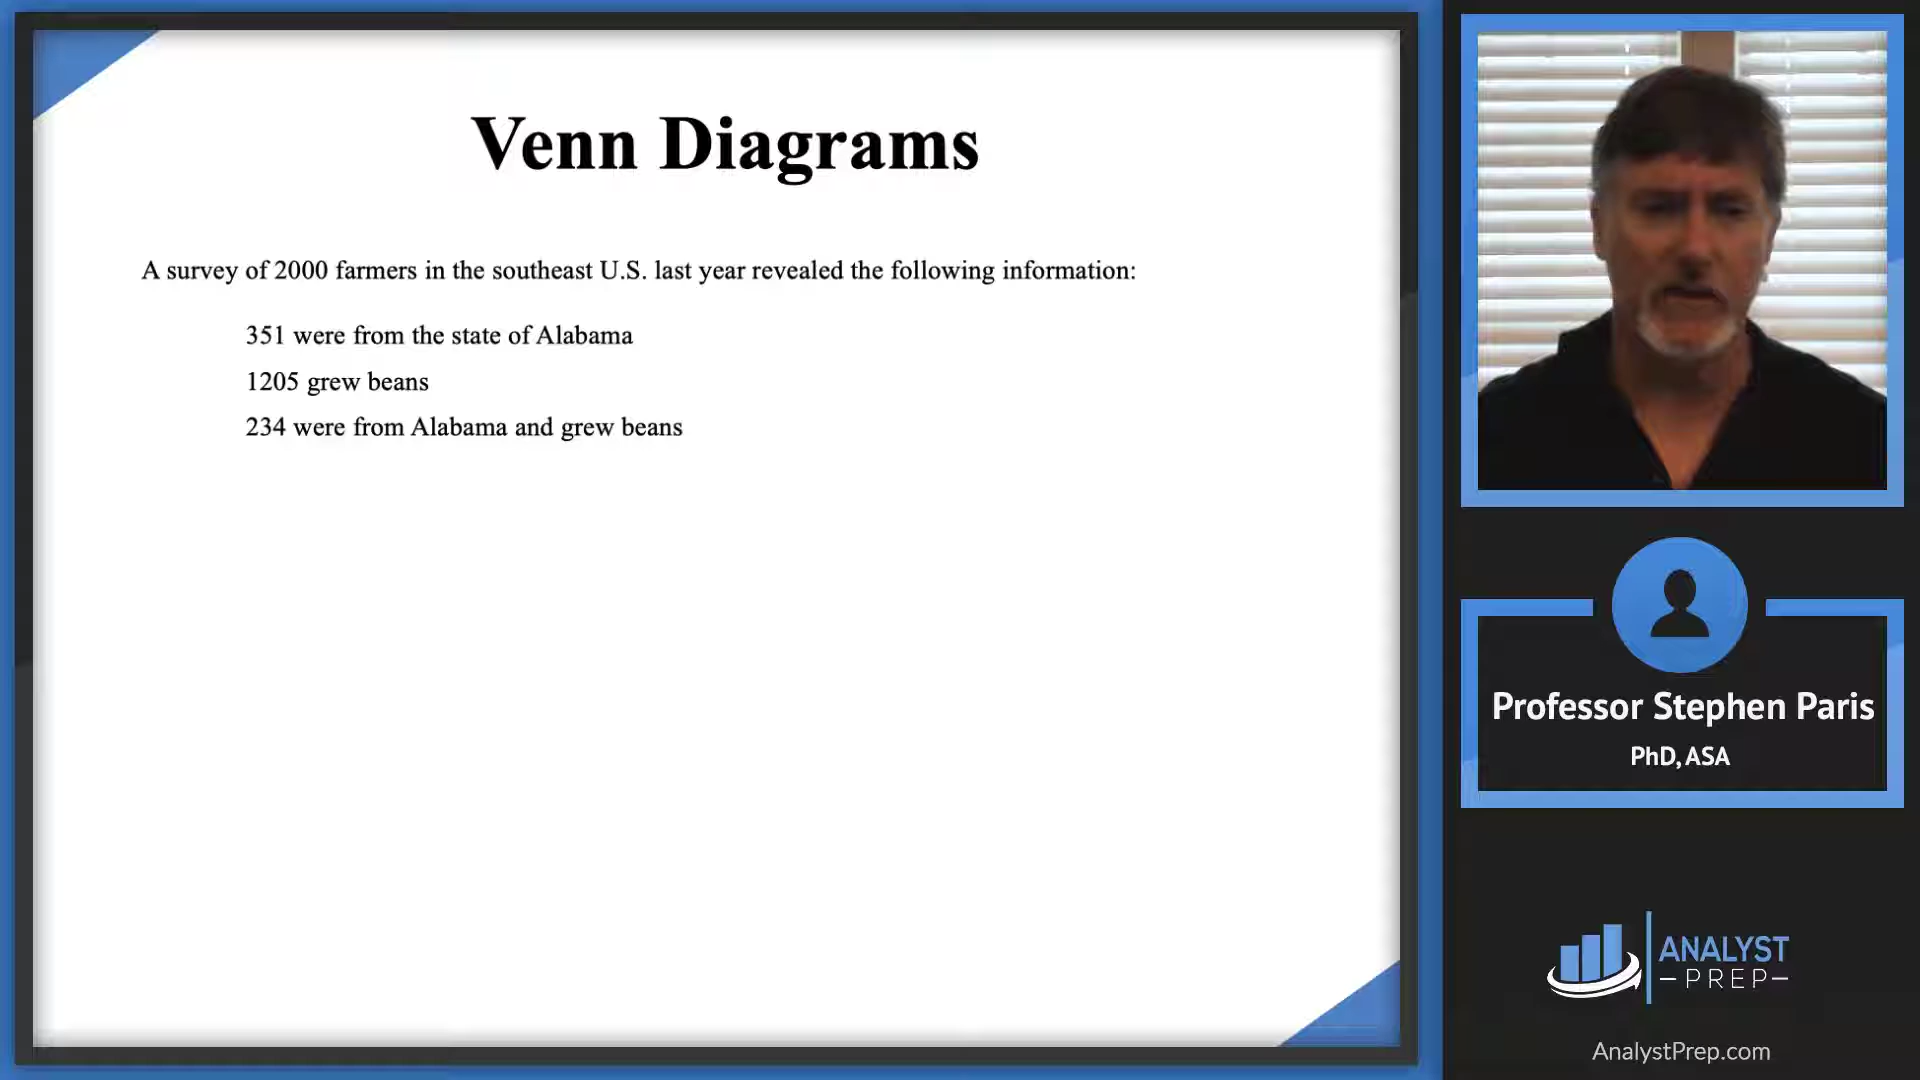 Venn Diagrams
A survey of 2000 farmers in the southeast U.S. last year revealed the following information:
351 were from the state of Alabama
1205 grew beans
234 were from Alabama and grew beans
Professor Stephen Paris
PhD, ASA
ANALYST
PREP
AnalystPrep.com